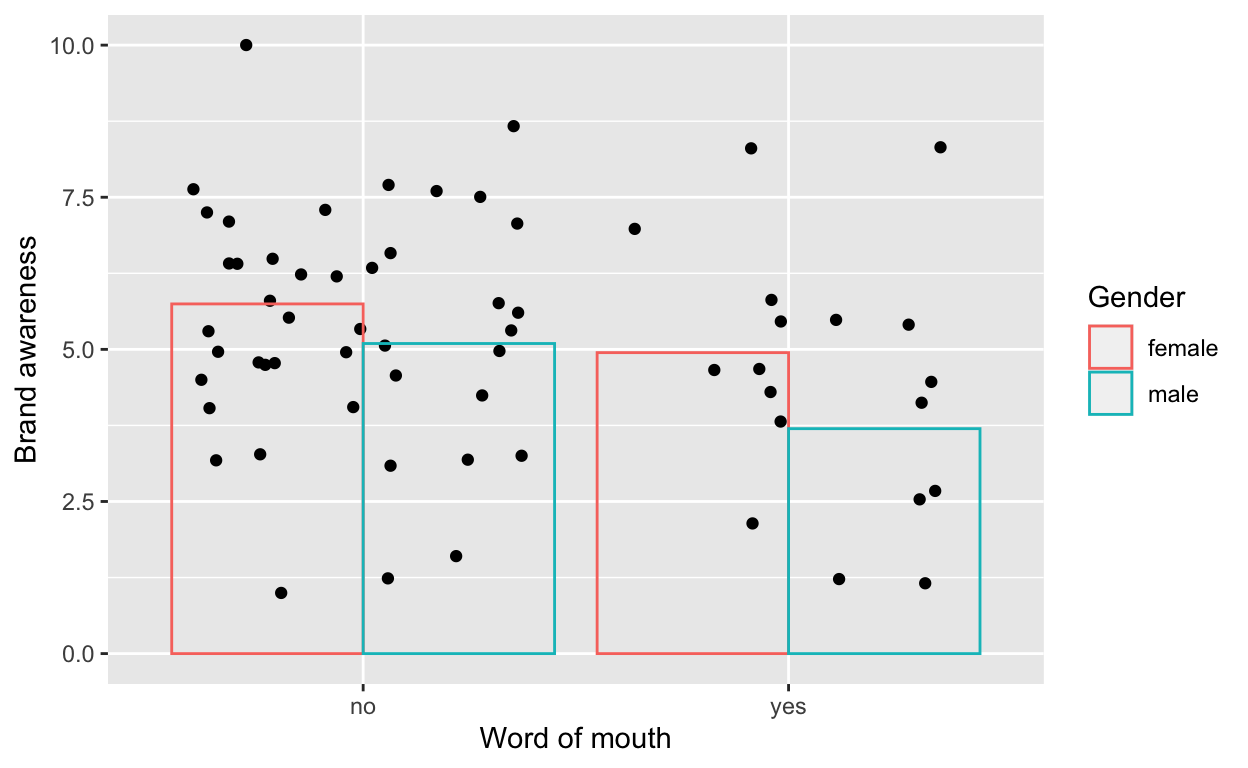 10.0
7.5
5.0
2.5
0.0
Brand awareness
no
yes
Word of mouth
Gender
female
male